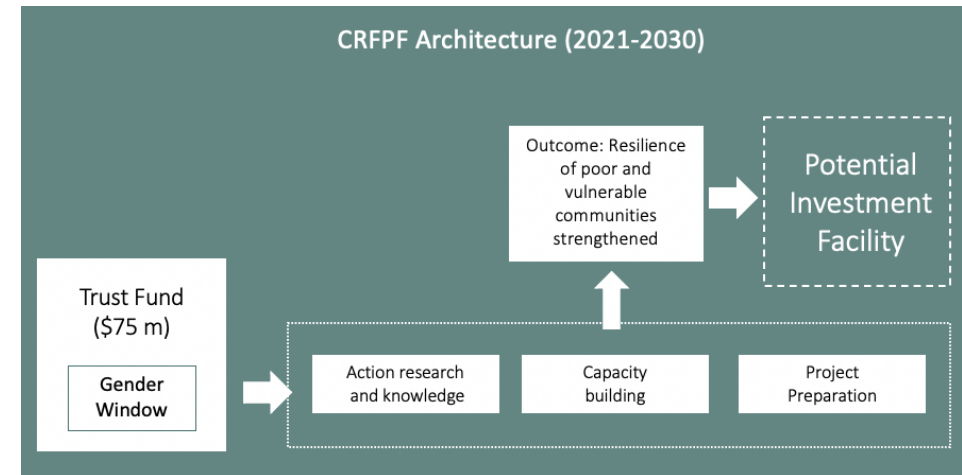 CRFPF Architecture (2021-2030)
Outcome: Resilience
of poor and
vulnerable
communities
strengthened
Potential
Investment
Facility
Trust Fund
($75 m)
Gender
Window
Action research
and knowledge
Capacity
building
Project
Preparation